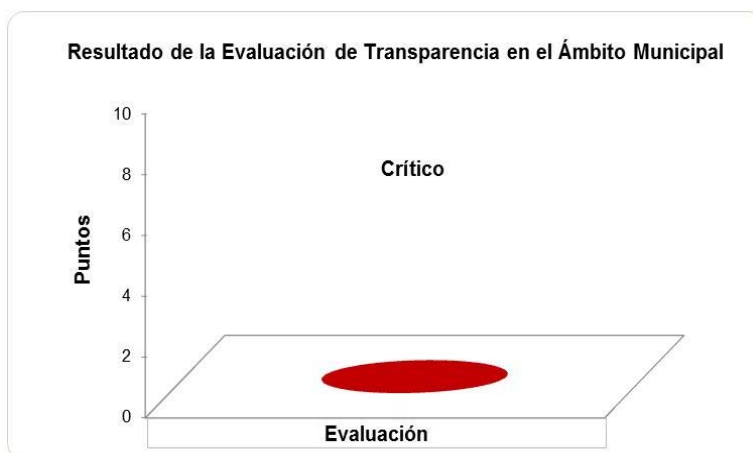 Resultado de la Evaluación de Transparencia en el Ámbito Municipal
10
Crítico
8
6
Puntos
4
2
0
Evaluación